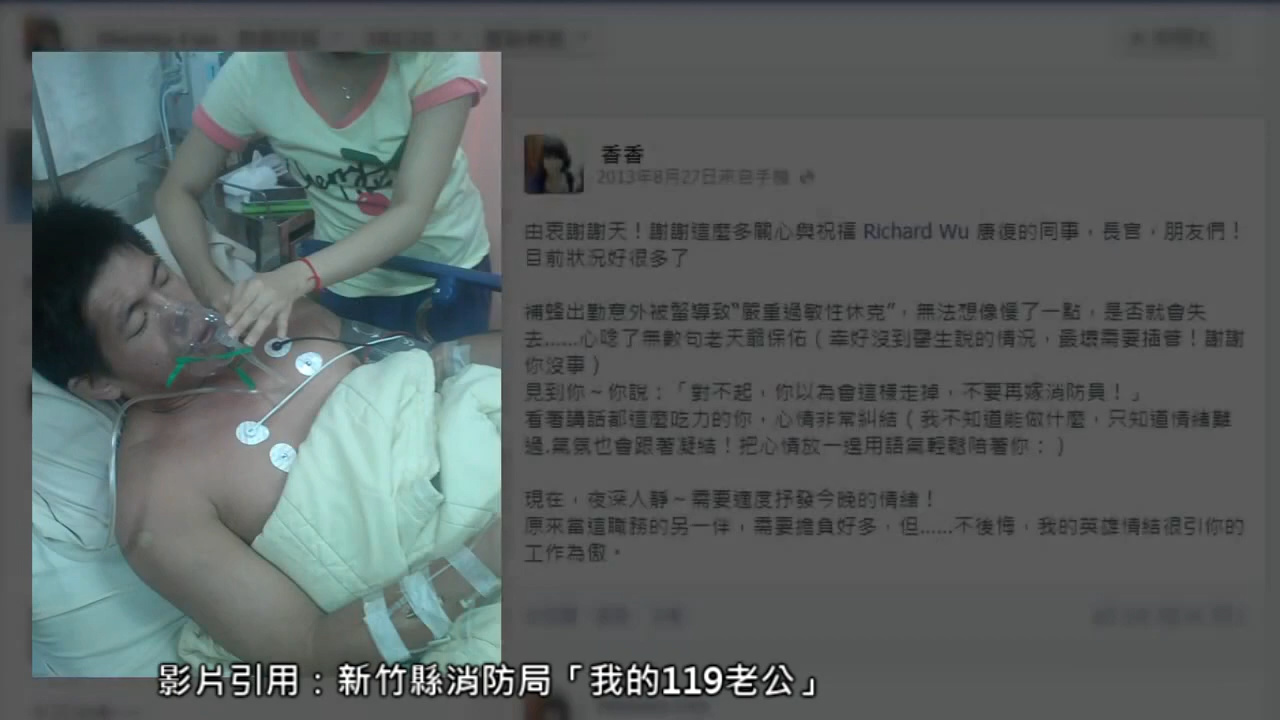 香香
2013年8月27日來自手機
由衷謝謝天！謝謝這麼多關心與祝福 Richard Wu 康復的同事，長官，朋友們！
目前狀況好很多了
補蜂出勤意外被螫導致“嚴重過敏性休克”，無法想像慢了一點，是否就會失
去......心唸了無數句老天爺保佑（幸好沒到醫生說的情況，最壞需要插管！謝謝
你沒事）
見到你～你說：「對不起，你以為會這樣走掉，不要再嫁消防員！」
看著講話都這麼吃力的你，心情非常糾結（我不知道能做什麼，只知道情緒難
過.氣氛也會跟著凝結！把心情放一邊用語氣輕鬆陪著你：）
現在，夜深人靜～需要適度抒發今晚的情緒！
原來當這職務的另一伴，需要擔負好多，但......不後悔，我的英雄情結很引你的
工作為傲。
影片引用：新竹縣消防局「我的119老公」